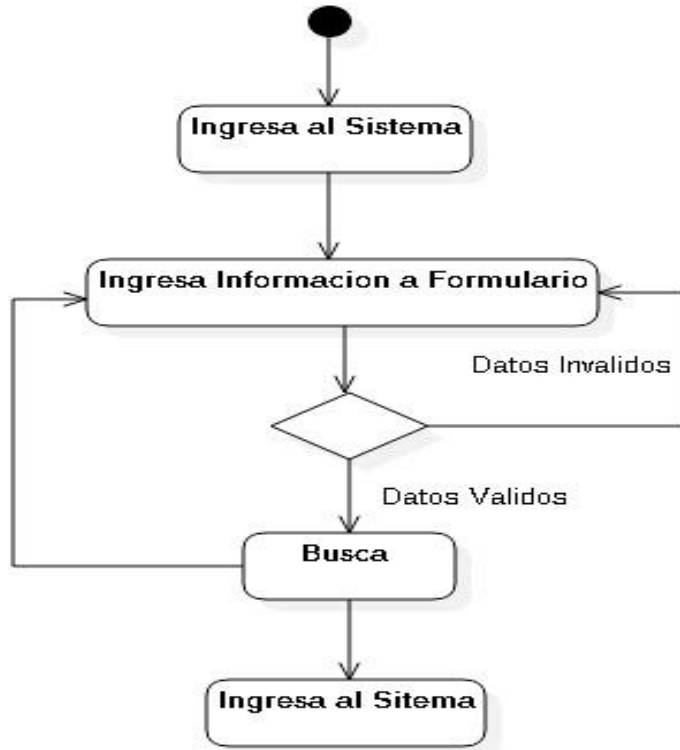 Ingresa al Sistema
Ingresa Informacion a Formulario
Datos Invalidos
Datos Validos
Busca
Ingresa al Sitema